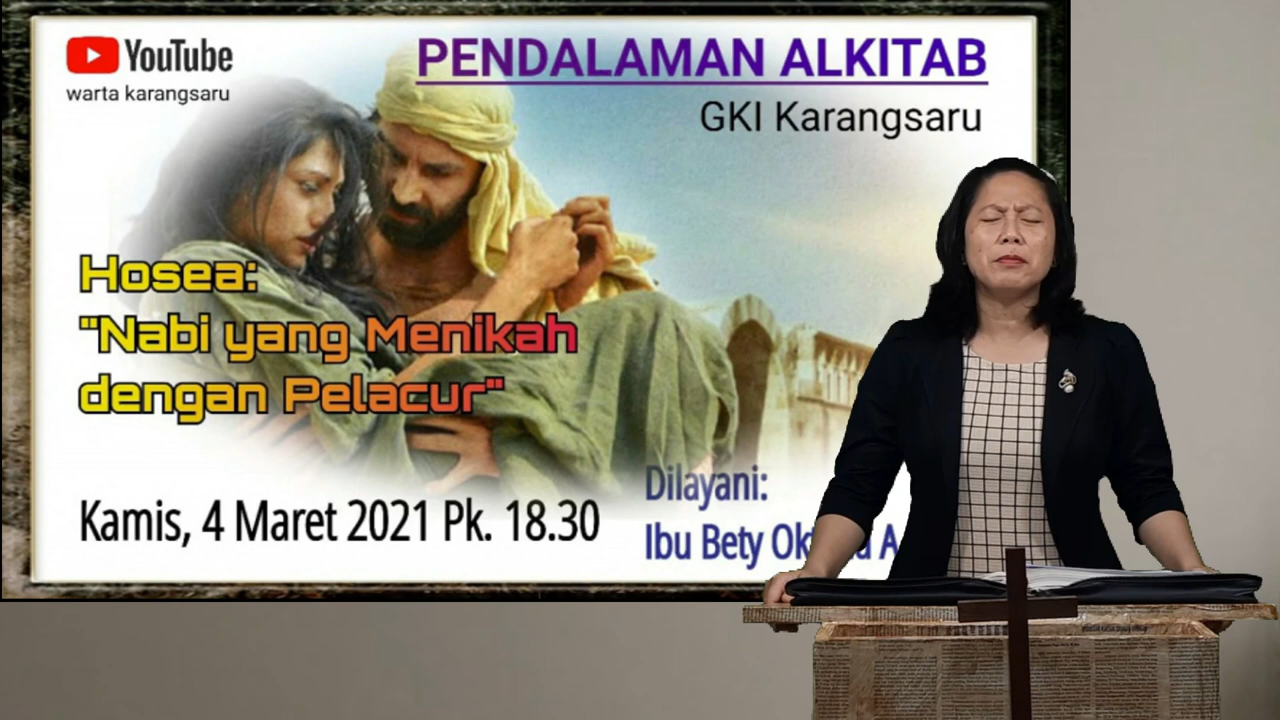 YouTube
warta karangsaru
PENDALAMAN ALKITAB
GKI Karangsaru
Hosea:
"Nabi yang Menikah
dengan Pelacur"
Kamis, 4 Maret 2021 Pk. 18.30
Dilayani:
Ibu Bety